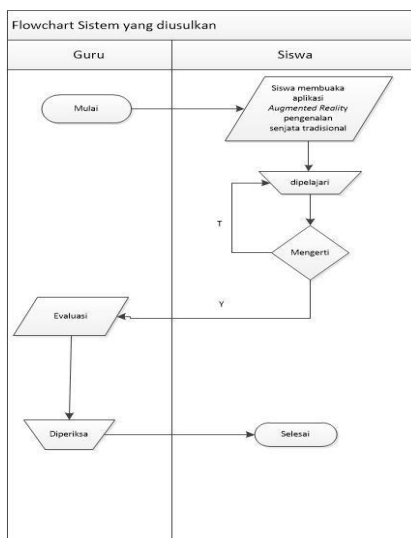 Flowchart Sistem yang diusulkan
Guru
Siswa
Mulai
Siswa membuaka
aplikasi
Augmented Reality
pengenalan
senjata tradisional
dipelajari
T
Mengerti
Y
Evaluasi
Diperiksa
Selesai